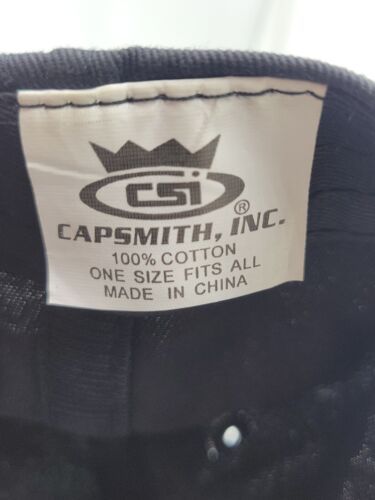 CSI
®
CAPSMITH, INC.
100% COTTON
ONE SIZE FITS ALL
MADE IN CHINA